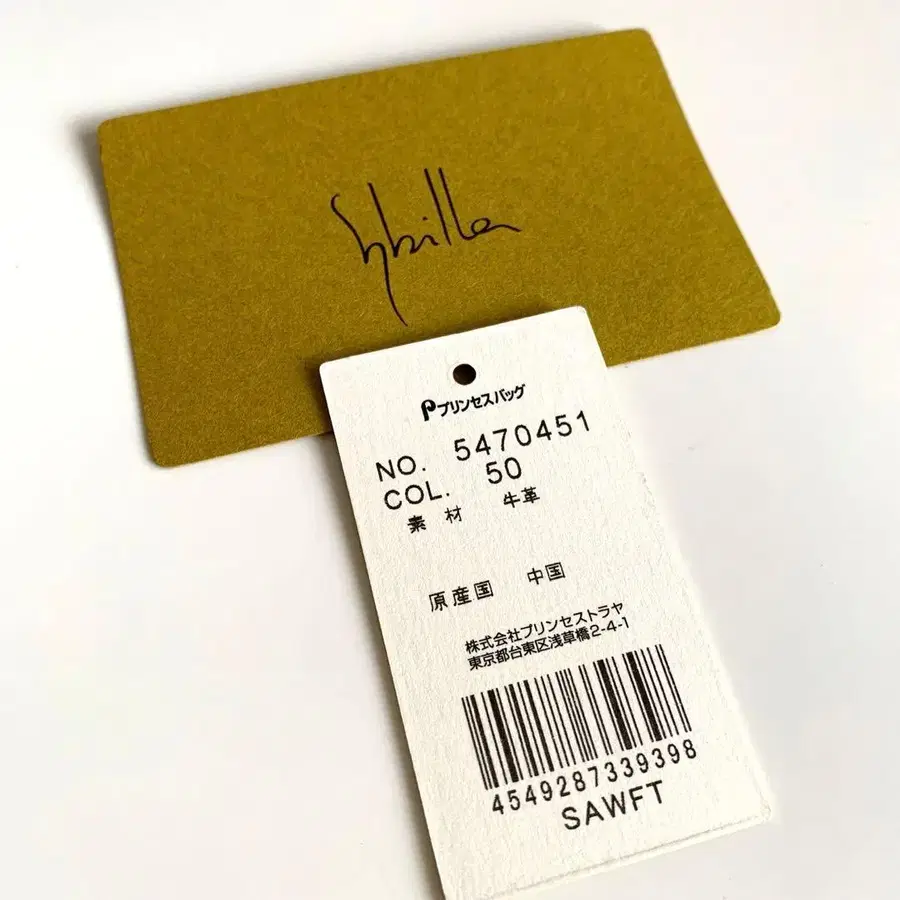 Sybilla
プリンセスバッグ
NO. 5470451
COL. 50
素材 牛革
原産国 中国
株式会社プリンセストラヤ
東京都台東区浅草橋2-4-1
4549287339398
SAWFT